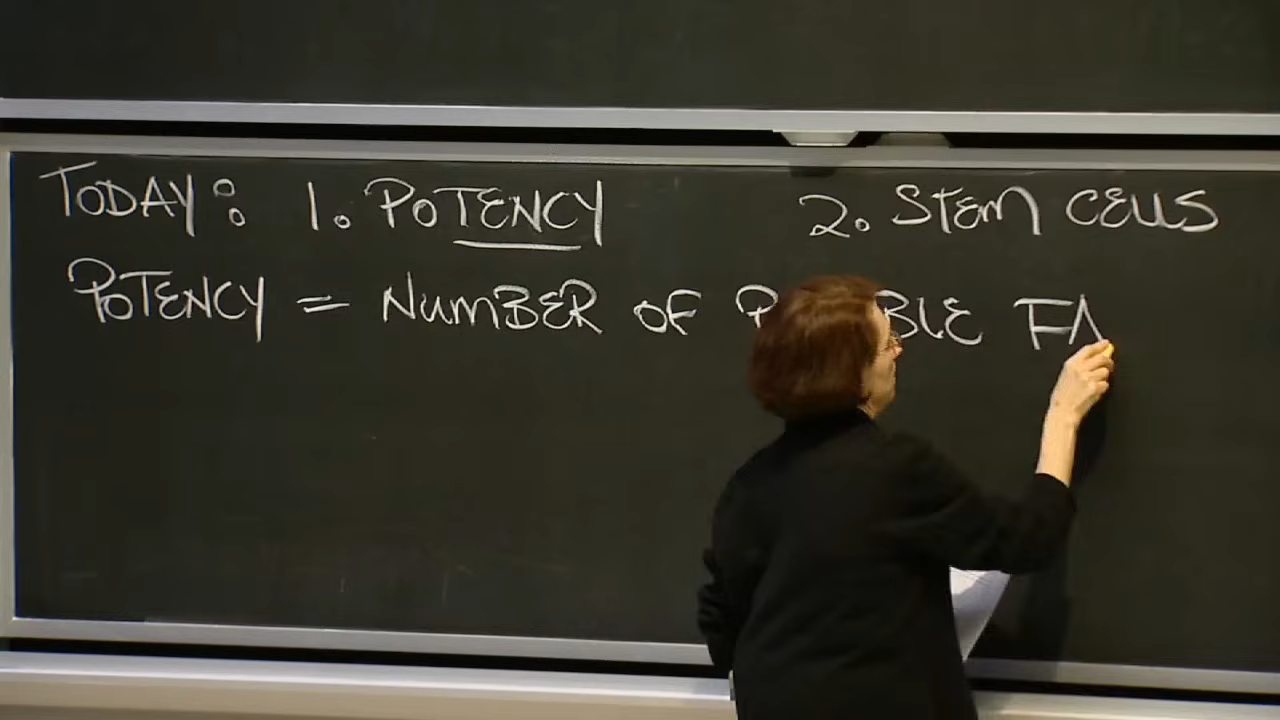 TODAY: 1. POTENCY 2. STEM CELLS
POTENCY = NUMBER OF FA